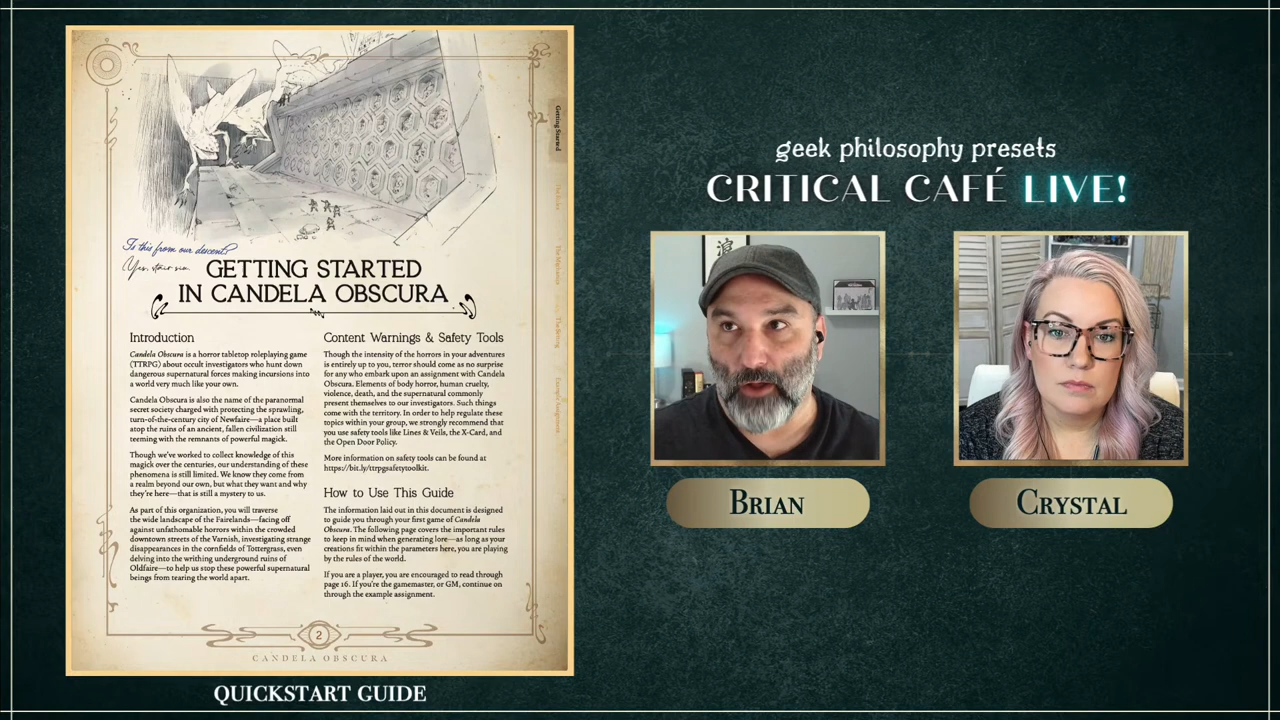 Getting Started
The Rules
Is this from our descent?
Yes, stair six.
GETTING STARTED
IN CANDELA OBSCURA
Introduction
Candela Obscura is a horror tabletop roleplaying game
(TTRPG) about occult investigators who hunt down
dangerous supernatural forces making incursions into
a world very much like your own.
Candela Obscura is also the name of the paranormal
secret society charged with protecting the sprawling,
turn-of-the-century city of Newfaire—a place built
atop the ruins of an ancient, fallen civilization still
teeming with the remnants of powerful magick.
Though we've worked to collect knowledge of this
magick over the centuries, our understanding of these
phenomena is still limited. We know they come from
a realm beyond our own, but what they want and why
they're here—that is still a mystery to us.
As part of this organization, you will traverse
the wide landscape of the Fairelands—facing off
against unfathomable horrors within the crowded
downtown streets of the Varnish, investigating strange
disappearances in the cornfields of Tottergrass, even
delving into the writhing underground ruins of
Oldfaire—to help us stop these powerful supernatural
beings from tearing the world apart.
Content Warnings & Safety Tools
Though the intensity of the horrors in your adventures
is entirely up to you, terror should come as no surprise
for any who embark upon an assignment with Candela
Obscura. Elements of body horror, human cruelty,
violence, death, and the supernatural commonly
present themselves to our investigators. Such things
come with the territory. In order to help regulate these
topics within your group, we strongly recommend that
you use safety tools like Lines & Veils, the X-Card, and
the Open Door Policy.
More information on safety tools can be found at
https://bit.ly/ttrpgsafetytoolkit.
How to Use This Guide
The information laid out in this document is designed
to guide you through your first game of Candela
Obscura. The following page covers the important rules
to keep in mind when generating lore—as long as your
creations fit within the parameters here, you are playing
by the rules of the world.
If you are a player, you are encouraged to read through
page 16. If you're the gamemaster, or GM, continue on
through the example assignment.
2
CANDELA OBSCURA
QUICKSTART GUIDE
geek philosophy presets
CRITICAL CAFÉ LIVE!
浪
BRIAN
CRYSTAL